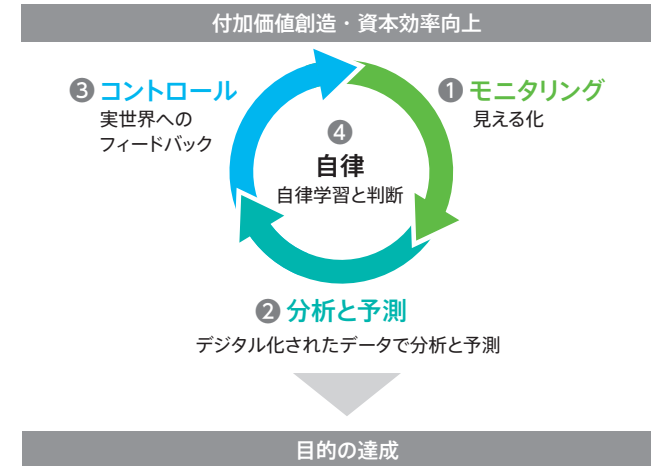 付加価値創造・資本効率向上
❸ コントロール
実世界への
フィードバック
❶ モニタリング
見える化
❹
自律
自律学習と判断
❷ 分析と予測
デジタル化されたデータで分析と予測
目的の達成